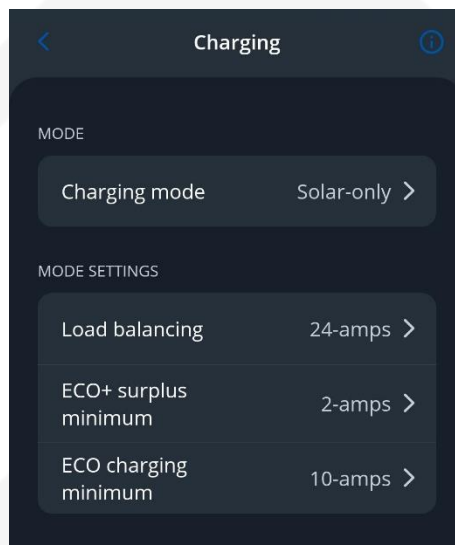 Charging
MODE
Charging mode Solar-only
MODE SETTINGS
Load balancing 24-amps
ECO+ surplus
minimum 2-amps
ECO charging
minimum 10-amps